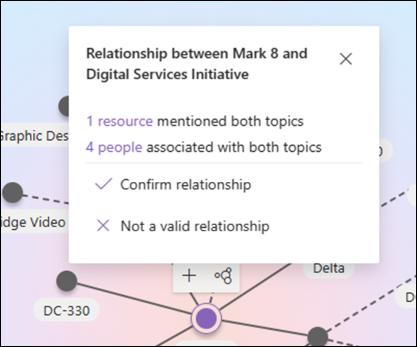 Relationship between Mark 8 and
Digital Services Initiative
1 resource mentioned both topics
4 people associated with both topics
Graphic Des
Confirm relationship
idge Video
Not a valid relationship
Delta
DC-330